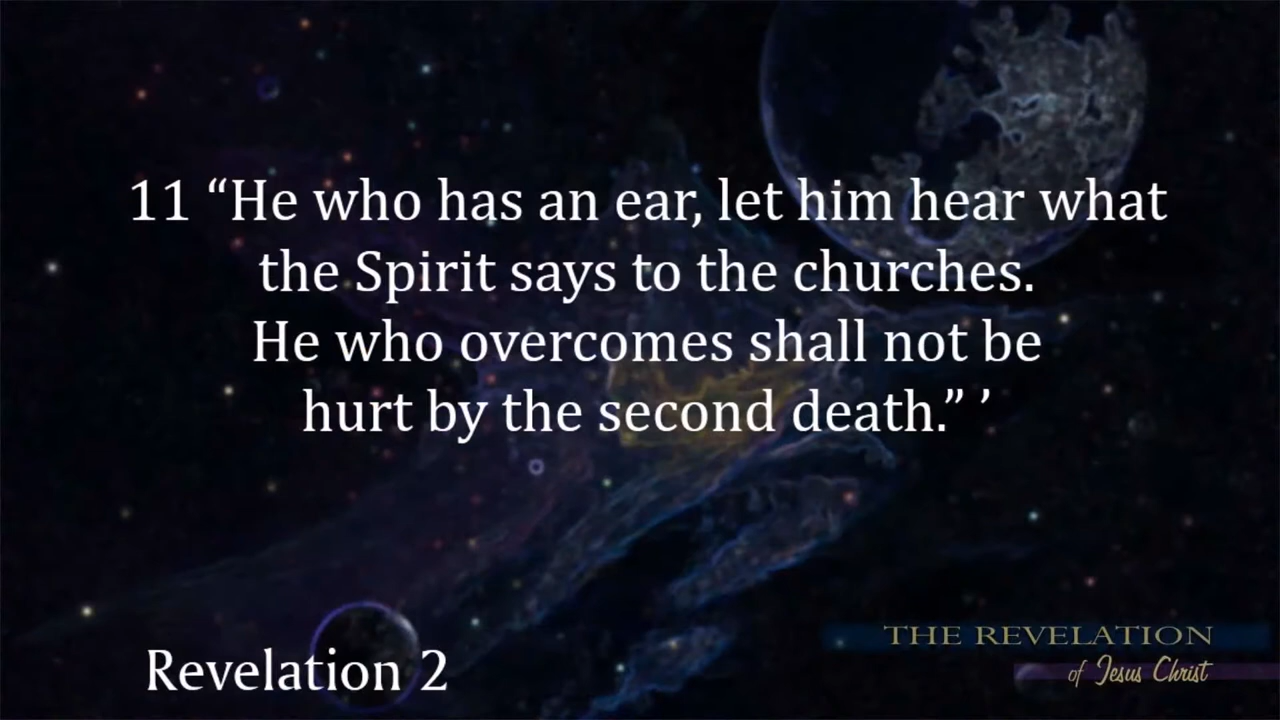 11 “He who has an ear, let him hear what
the Spirit says to the churches.
He who overcomes shall not be
hurt by the second death.” ’
Revelation 2
THE REVELATION
of Jesus Christ